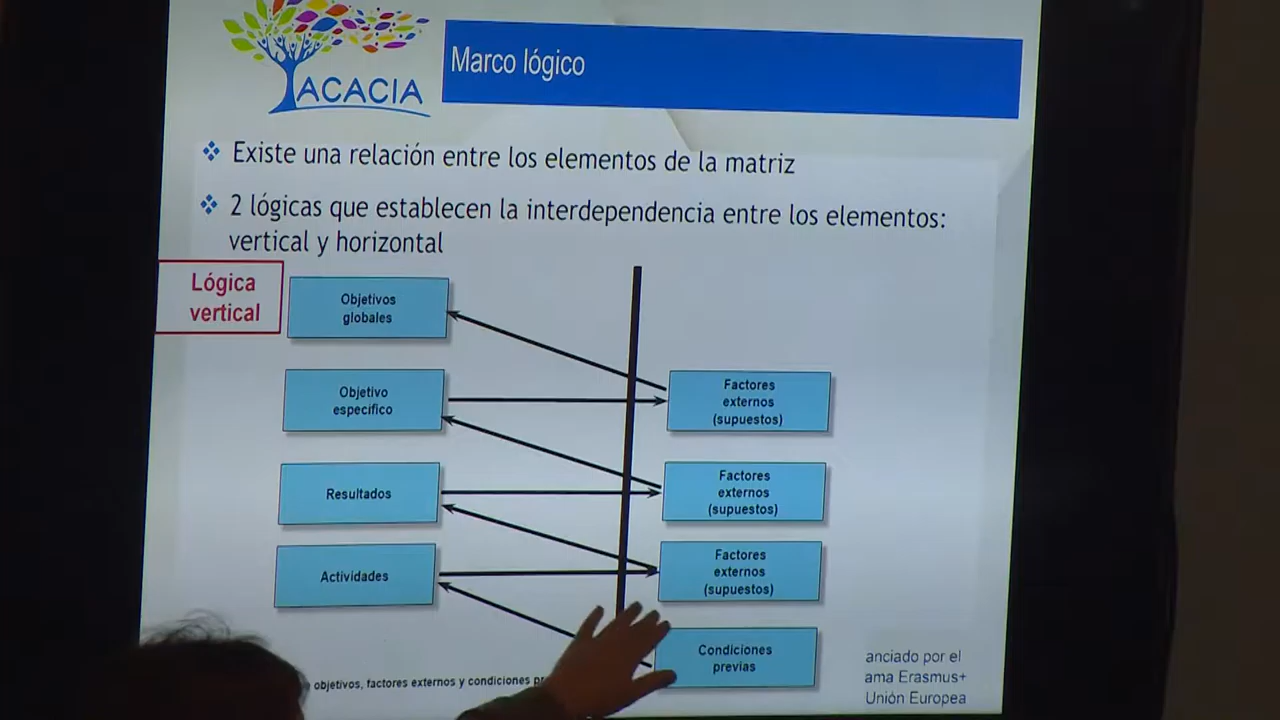 ACACIA
Marco lógico
Existe una relación entre los elementos de la matriz
2 lógicas que establecen la interdependencia entre los elementos:
vertical y horizontal
Lógica
vertical
Objetivos
globales
Objetivo
especifico
Factores
externos
(supuestos)
Resultados
Factores
externos
(supuestos)
Actividades
Factores
externos
(supuestos)
Condiciones
previas
objetivos, factores externos y condiciones
anciado por el
ama Erasmus+
Unión Europea